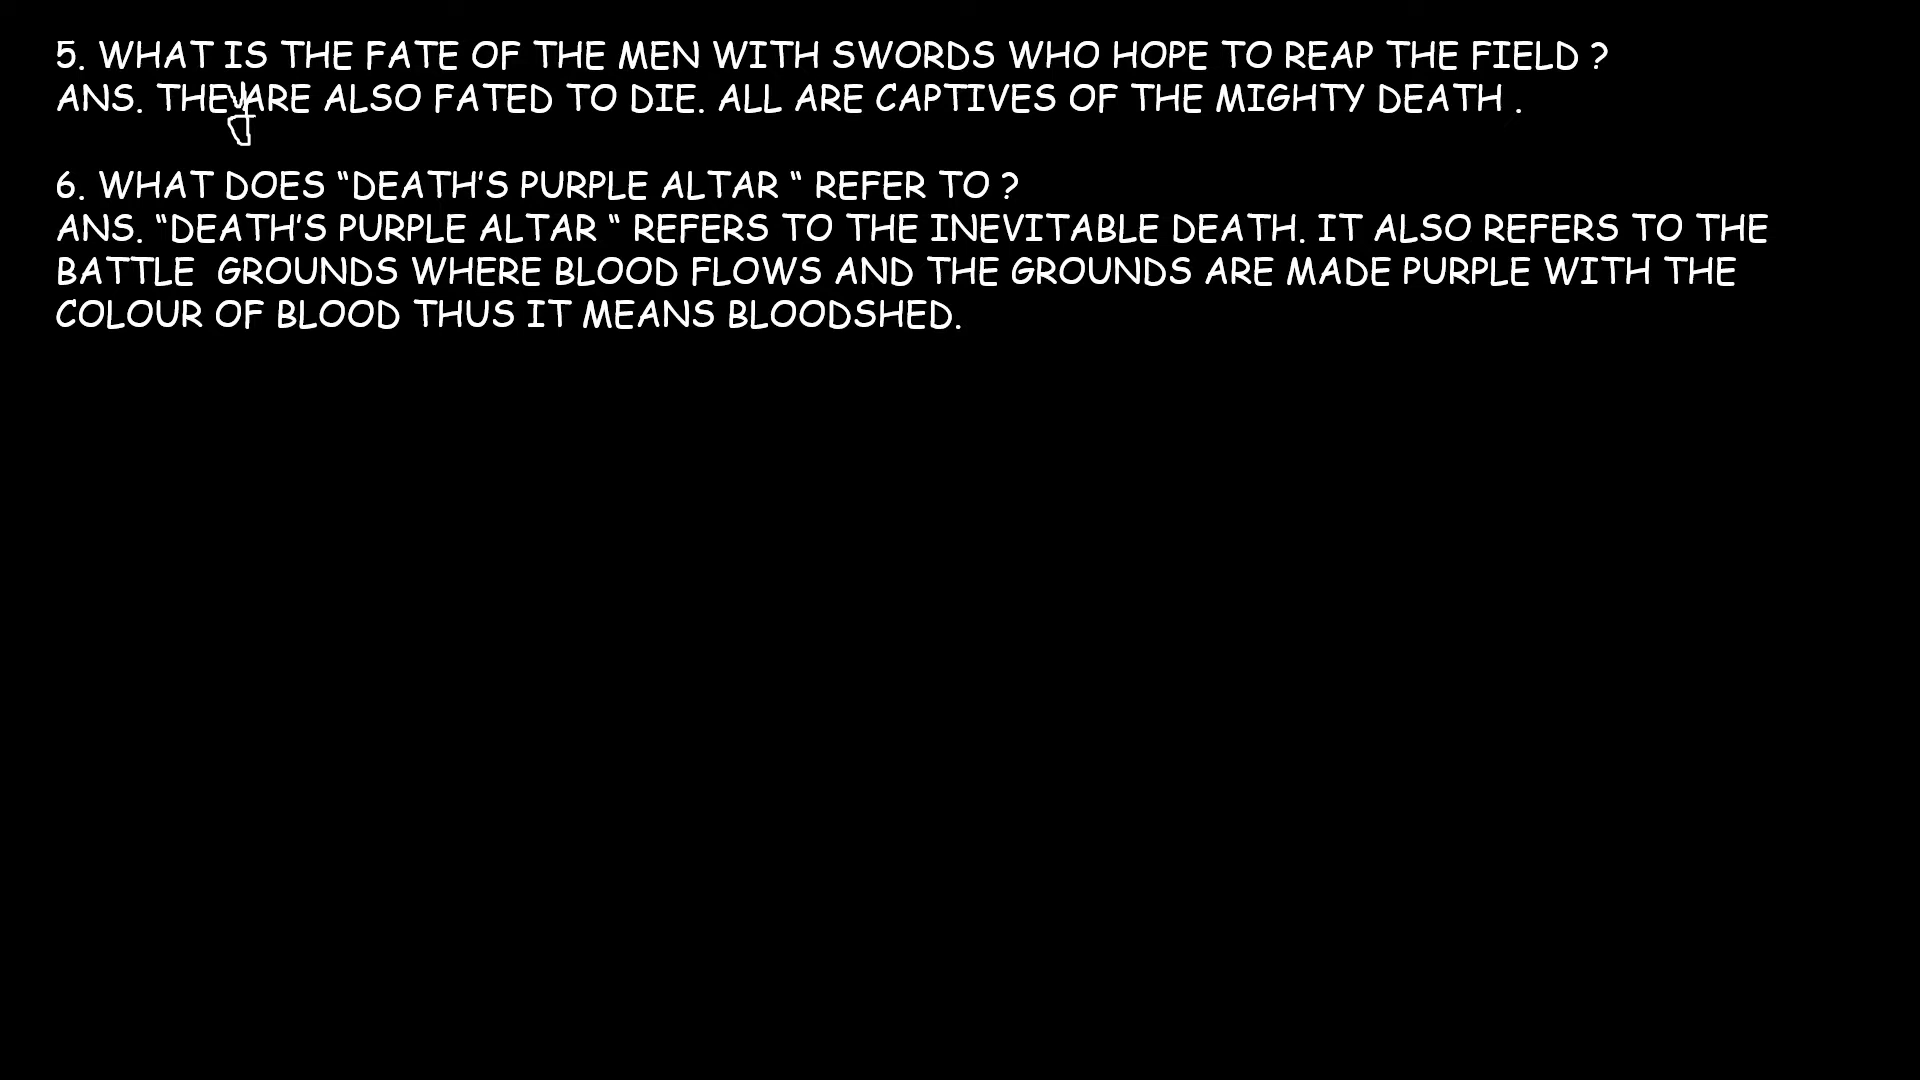 5. WHAT IS THE FATE OF THE MEN WITH SWORDS WHO HOPE TO REAP THE FIELD ?
ANS. THEY ARE ALSO FATED TO DIE. ALL ARE CAPTIVES OF THE MIGHTY DEATH .
6. WHAT DOES “DEATH’S PURPLE ALTAR “ REFER TO ?
ANS. “DEATH’S PURPLE ALTAR “ REFERS TO THE INEVITABLE DEATH. IT ALSO REFERS TO THE
BATTLE  GROUNDS WHERE BLOOD FLOWS AND THE GROUNDS ARE MADE PURPLE WITH THE
COLOUR OF BLOOD THUS IT MEANS BLOODSHED.